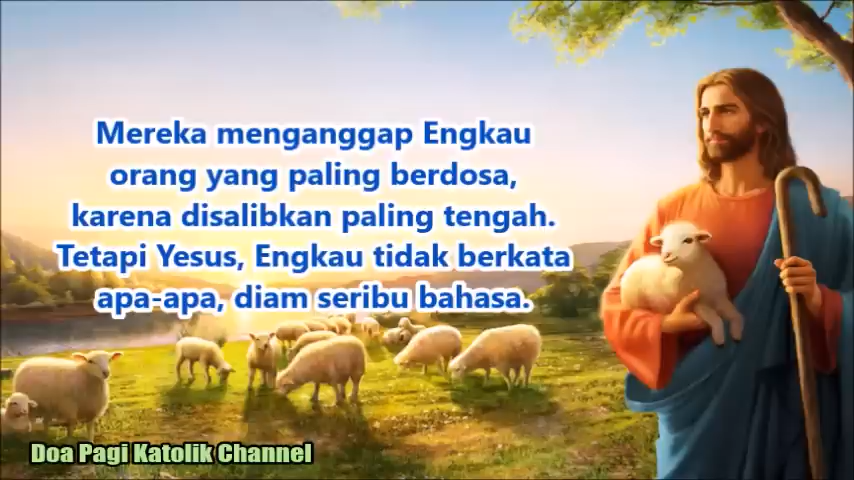 Mereka menganggap Engkau
orang yang paling berdosa,
karena disalibkan paling tengah.
Tetapi Yesus, Engkau tidak berkata
apa-apa, diam seribu bahasa.
Doa Pagi Katolik Channel